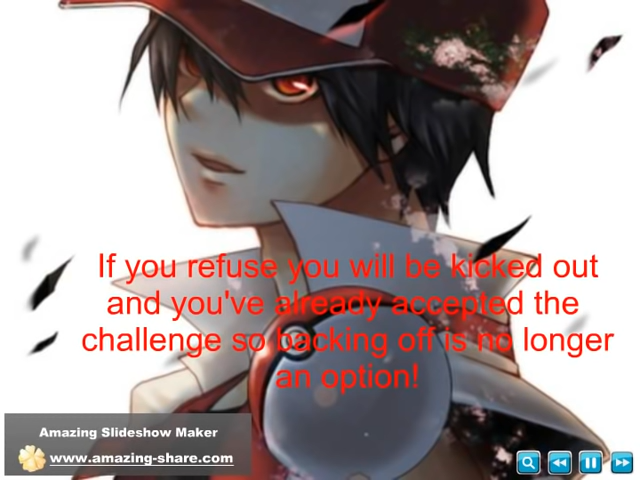 If you refuse you will be kicked out
and you've already accepted the
challenge so backing off is no longer
an option!
Amazing Slideshow Maker
www.amazing-share.com